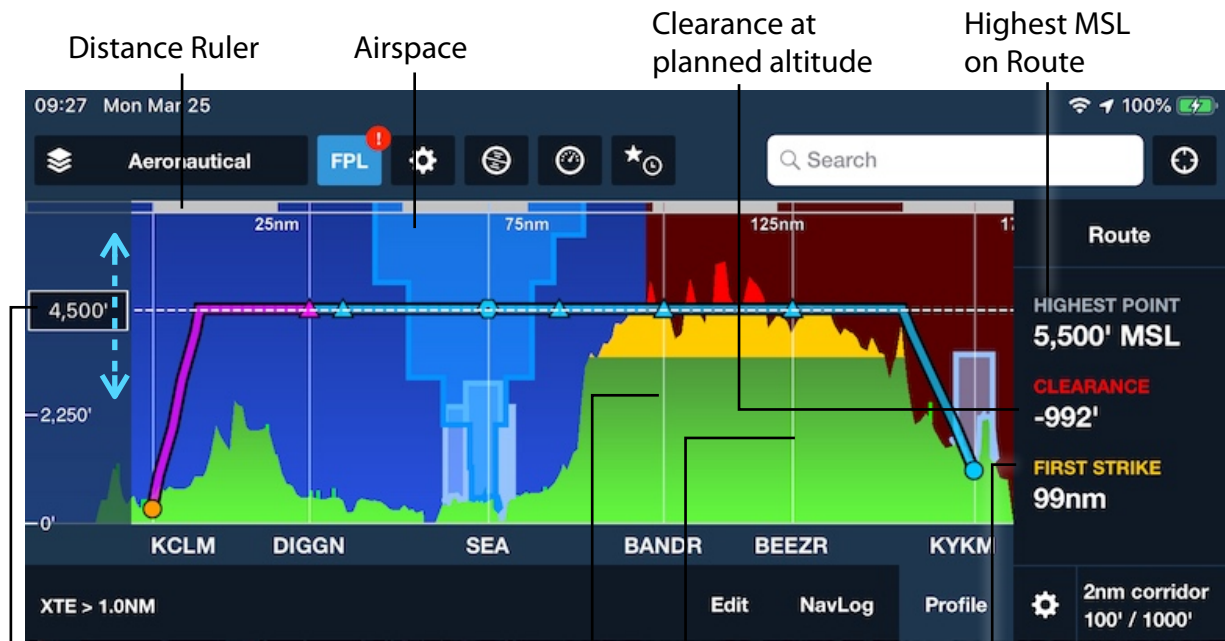 Distance Ruler
Airspace
Clearance at
planned altitude
Highest MSL
on Route
09:27 Mon Mar 25
100%
Aeronautical
FPL
!
Search
25nm
75nm
125nm
17
Route
4,500'
HIGHEST POINT
5,500' MSL
CLEARANCE
-992'
2,250'
FIRST STRIKE
99nm
0'
KCLM
DIGGN
SEA
BANDR
BEEZR
KYKM
XTE > 1.0NM
Edit
NavLog
Profile
2nm corridor
100' / 1000'